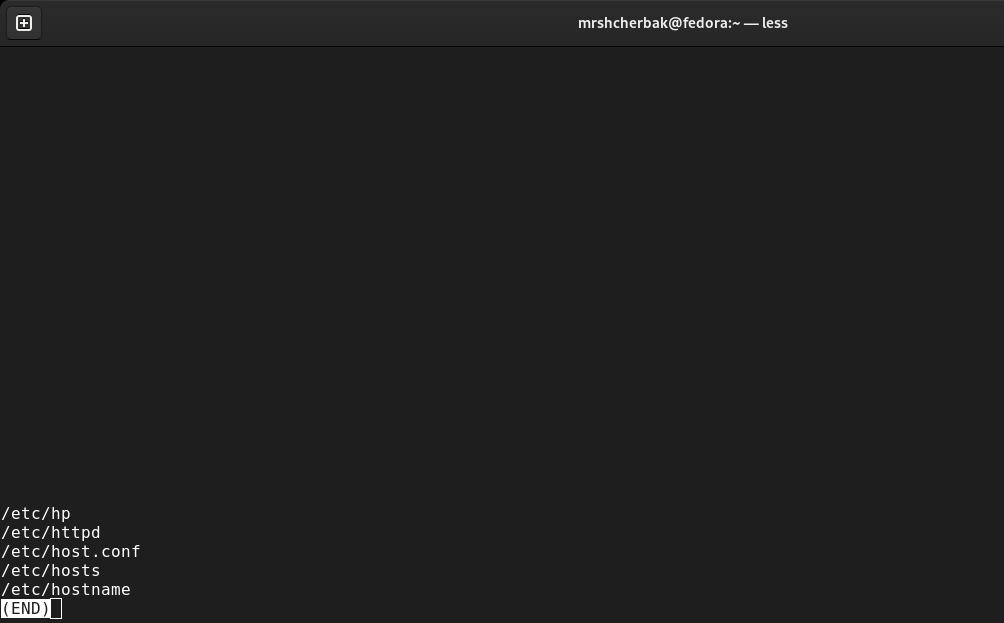 mrshcherbak@fedora:~ — less
/etc/hp
/etc/httpd
/etc/host.conf
/etc/hosts
/etc/hostname
(END)